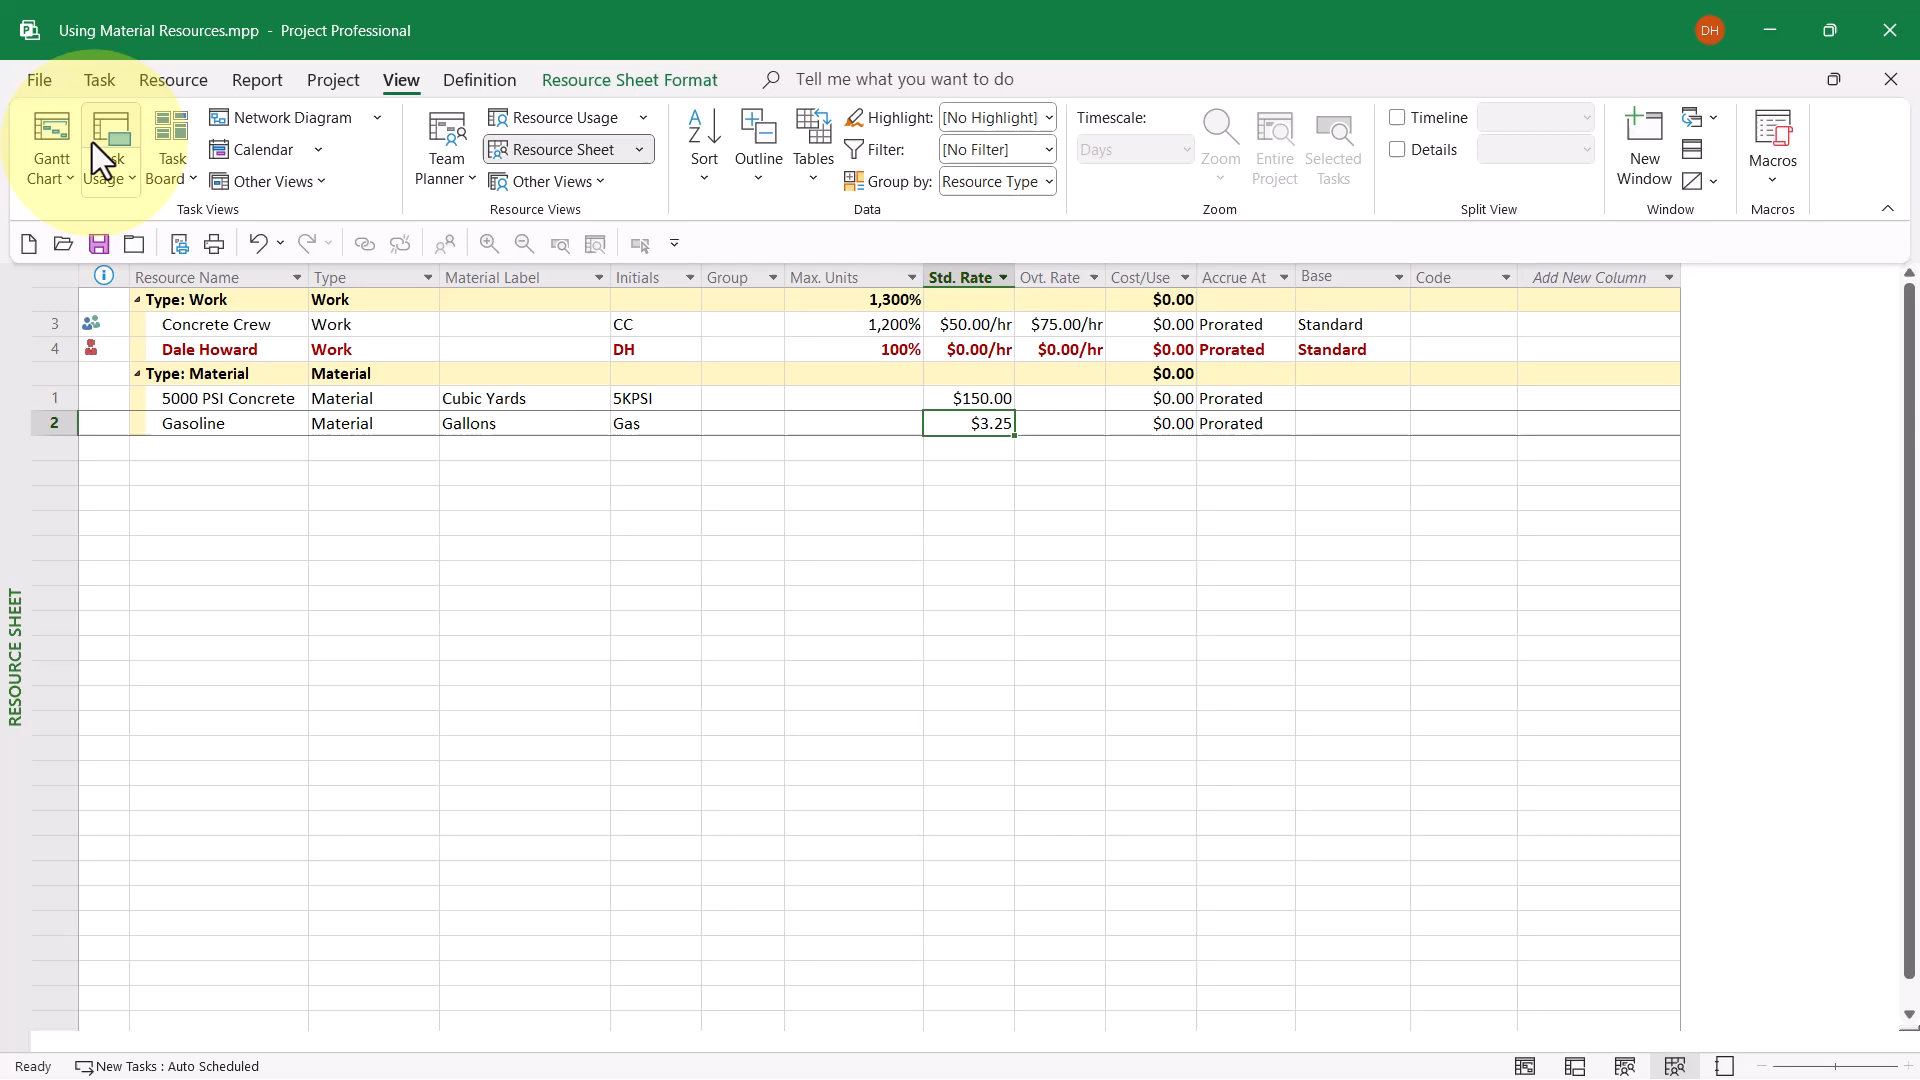 Using Material Resources.mpp - Project Professional
DH
File Task Resource Report Project View Definition Resource Sheet Format Tell me what you want to do
Gantt Chart
Usage
Task Board
Network Diagram
Calendar
Other Views
Task Views
Team Planner
Resource Usage
Resource Sheet
Other Views
Resource Views
Sort
Outline
Tables
Highlight: [No Highlight]
Filter: [No Filter]
Group by: Resource Type
Data
Timescale:
Days
Zoom
Entire Project
Selected Tasks
Zoom
Timeline
Details
Split View
New Window
Window
Macros
Macros
Resource Name Type Material Label Initials Group Max. Units Std. Rate Ovt. Rate Cost/Use Accrue At Base Code Add New Column
Type: Work Work 1,300% $0.00
3 Concrete Crew Work CC 1,200% $50.00/hr $75.00/hr $0.00 Prorated Standard
4 Dale Howard Work DH 100% $0.00/hr $0.00/hr $0.00 Prorated Standard
Type: Material Material $0.00
1 5000 PSI Concrete Material Cubic Yards 5KPSI $150.00 $0.00 Prorated
2 Gasoline Material Gallons Gas $3.25 $0.00 Prorated
RESOURCE SHEET
Ready New Tasks : Auto Scheduled